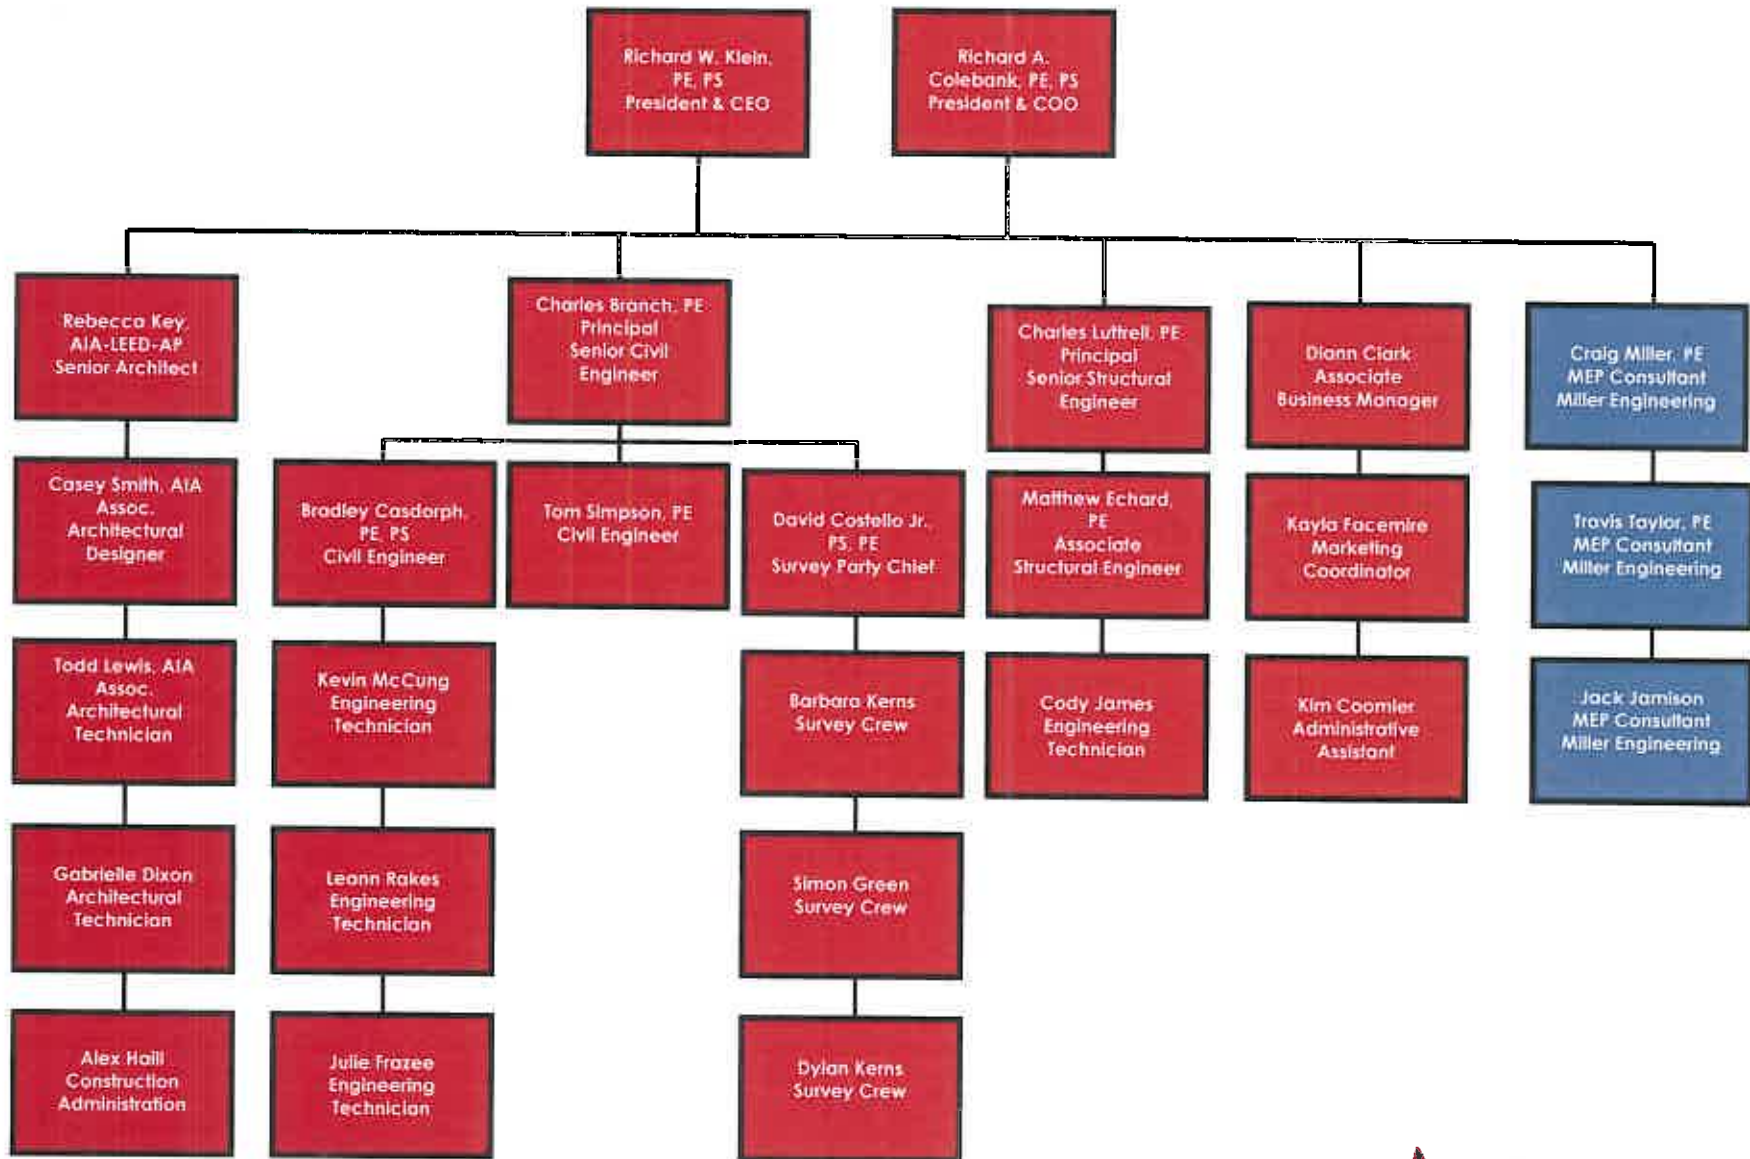 Richard W. Klein,
PE, PS
President & CEO
Richard A.
Colebank, PE, PS
President & COO
Rebecca Key,
AIA-LEED-AP
Senior Architect
Charles Branch, PE
Principal
Senior Civil
Engineer
Charles Luttrell, PE
Principal
Senior Structural
Engineer
Diann Clark
Associate
Business Manager
Craig Miller, PE
MEP Consultant
Miller Engineering
Casey Smith, AIA
Assoc.
Architectural
Designer
Bradley Casdorph,
PE, PS
Civil Engineer
Tom Simpson, PE
Civil Engineer
David Costello Jr.
PS, PE
Survey Party Chief
Matthew Echard,
PE
Associate
Structural Engineer
Kayla Facemire
Marketing
Coordinator
Travis Taylor, PE
MEP Consultant
Miller Engineering
Todd Lewis, AIA
Assoc.
Architectural
Technician
Kevin McCung
Engineering
Technician
Barbara Kerns
Survey Crew
Cody James
Engineering
Technician
Kim Coomler
Administrative
Assistant
Jack Jamison
MEP Consultant
Miller Engineering
Gabrielle Dixon
Architectural
Technician
Leann Rakes
Engineering
Technician
Simon Green
Survey Crew
Alex Haill
Construction
Administration
Julie Frazee
Engineering
Technician
Dylan Kerns
Survey Crew